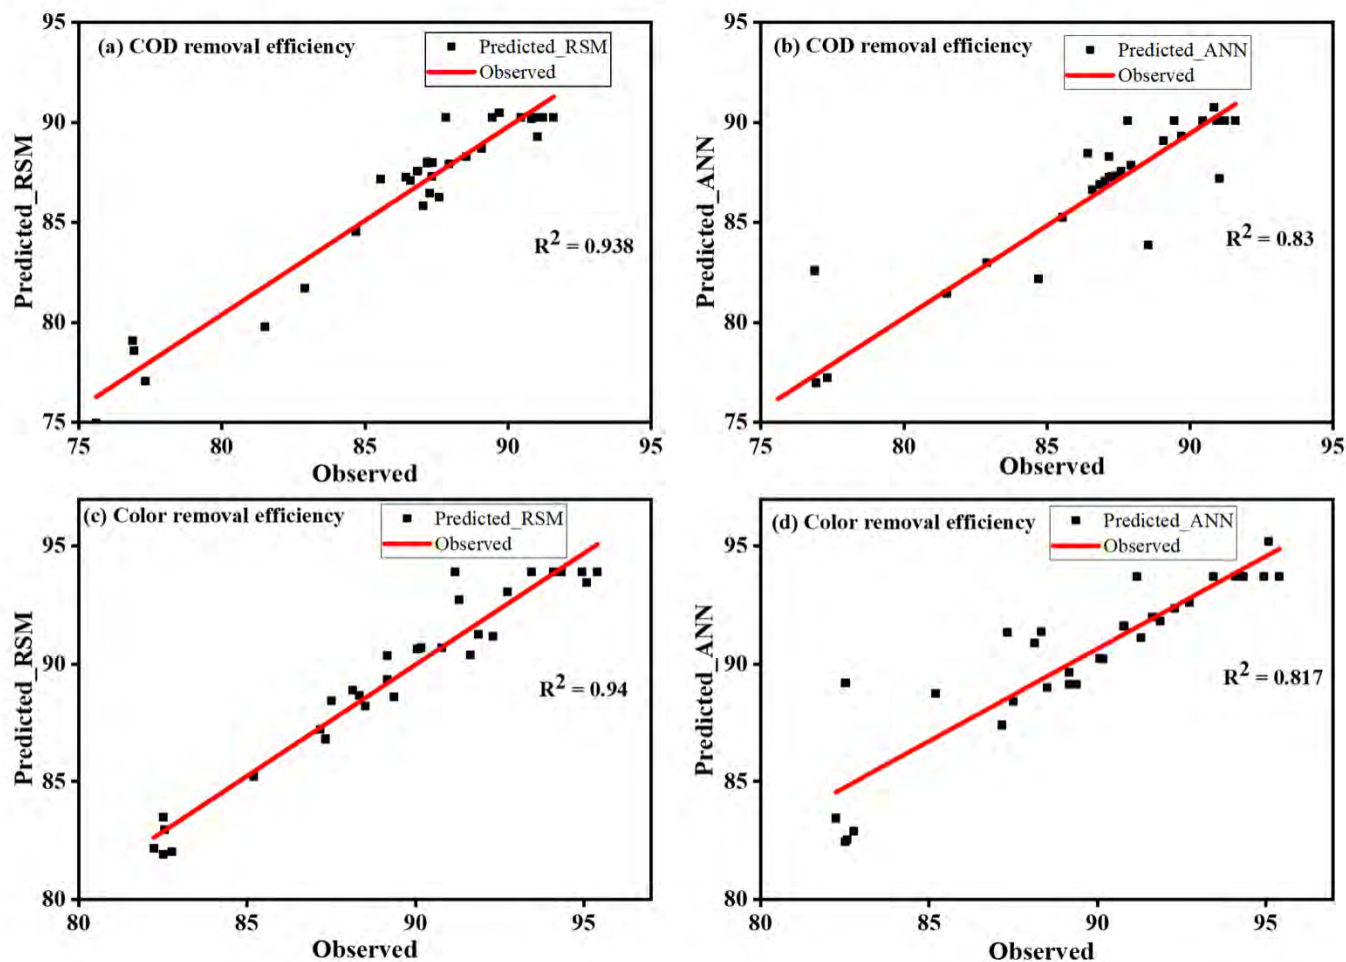 95
(a) COD removal efficiency
Predicted_RSM
Observed
90
85
80
75
Predicted_RSM
R2 = 0.938
75 80 85 90 95
Observed
95
(b) COD removal efficiency
Predicted_ANN
Observed
90
85
80
75
Predicted_ANN
R2 = 0.83
75 80 85 90 95
Observed
(c) Color removal efficiency
Predicted_RSM
Observed
95
90
85
80
Predicted_RSM
R2 = 0.94
80 85 90 95
Observed
(d) Color removal efficiency
Predicted_ANN
Observed
95
90
85
80
Predicted_ANN
R2 = 0.817
80 85 90 95
Observed